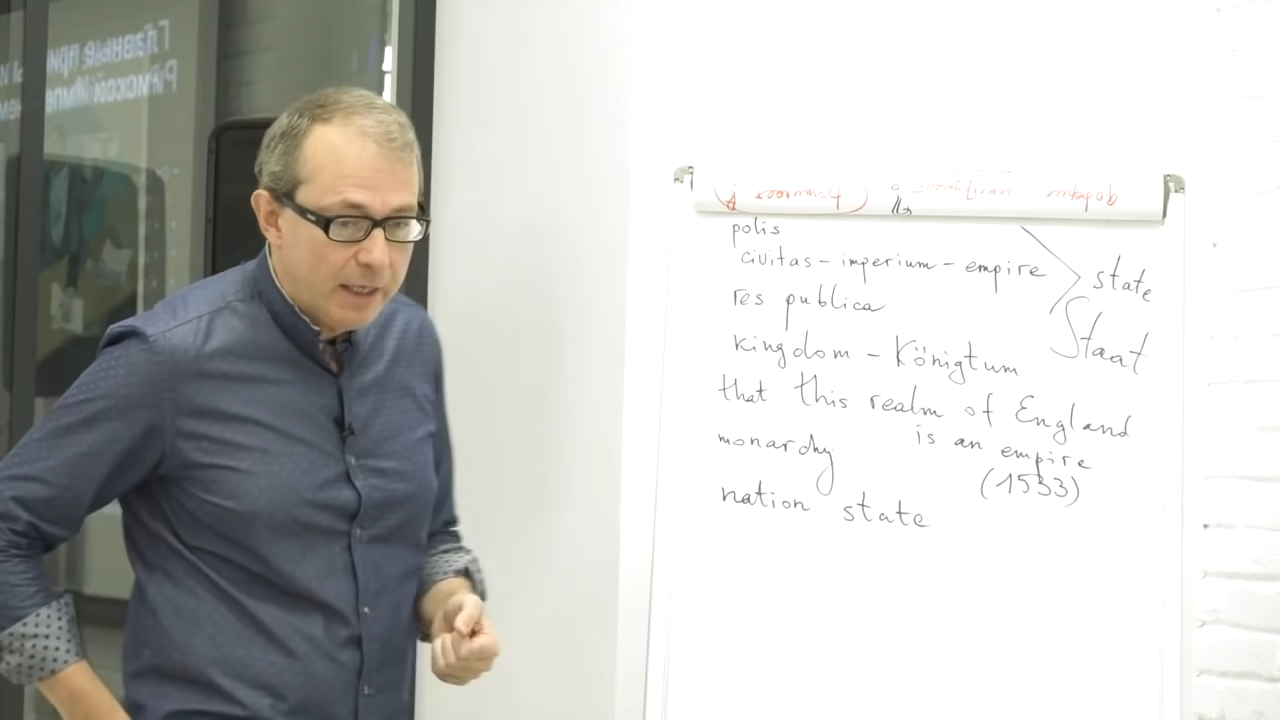 polis
civitas – imperium – empire
state
res publica
Staat
kingdom – Königtum
that this realm of England
is an empire
(1533)
monarchy
nation state